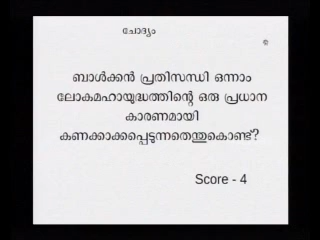 ചോദ്യം
ബാൾക്കൻ പ്രതിസന്ധി ഒന്നാം
ലോകമഹായുദ്ധത്തിന്റെ ഒരു പ്രധാന
കാരണമായി
കണക്കാക്കപ്പെടുന്നതെന്തുകൊണ്ട്?
Score - 4